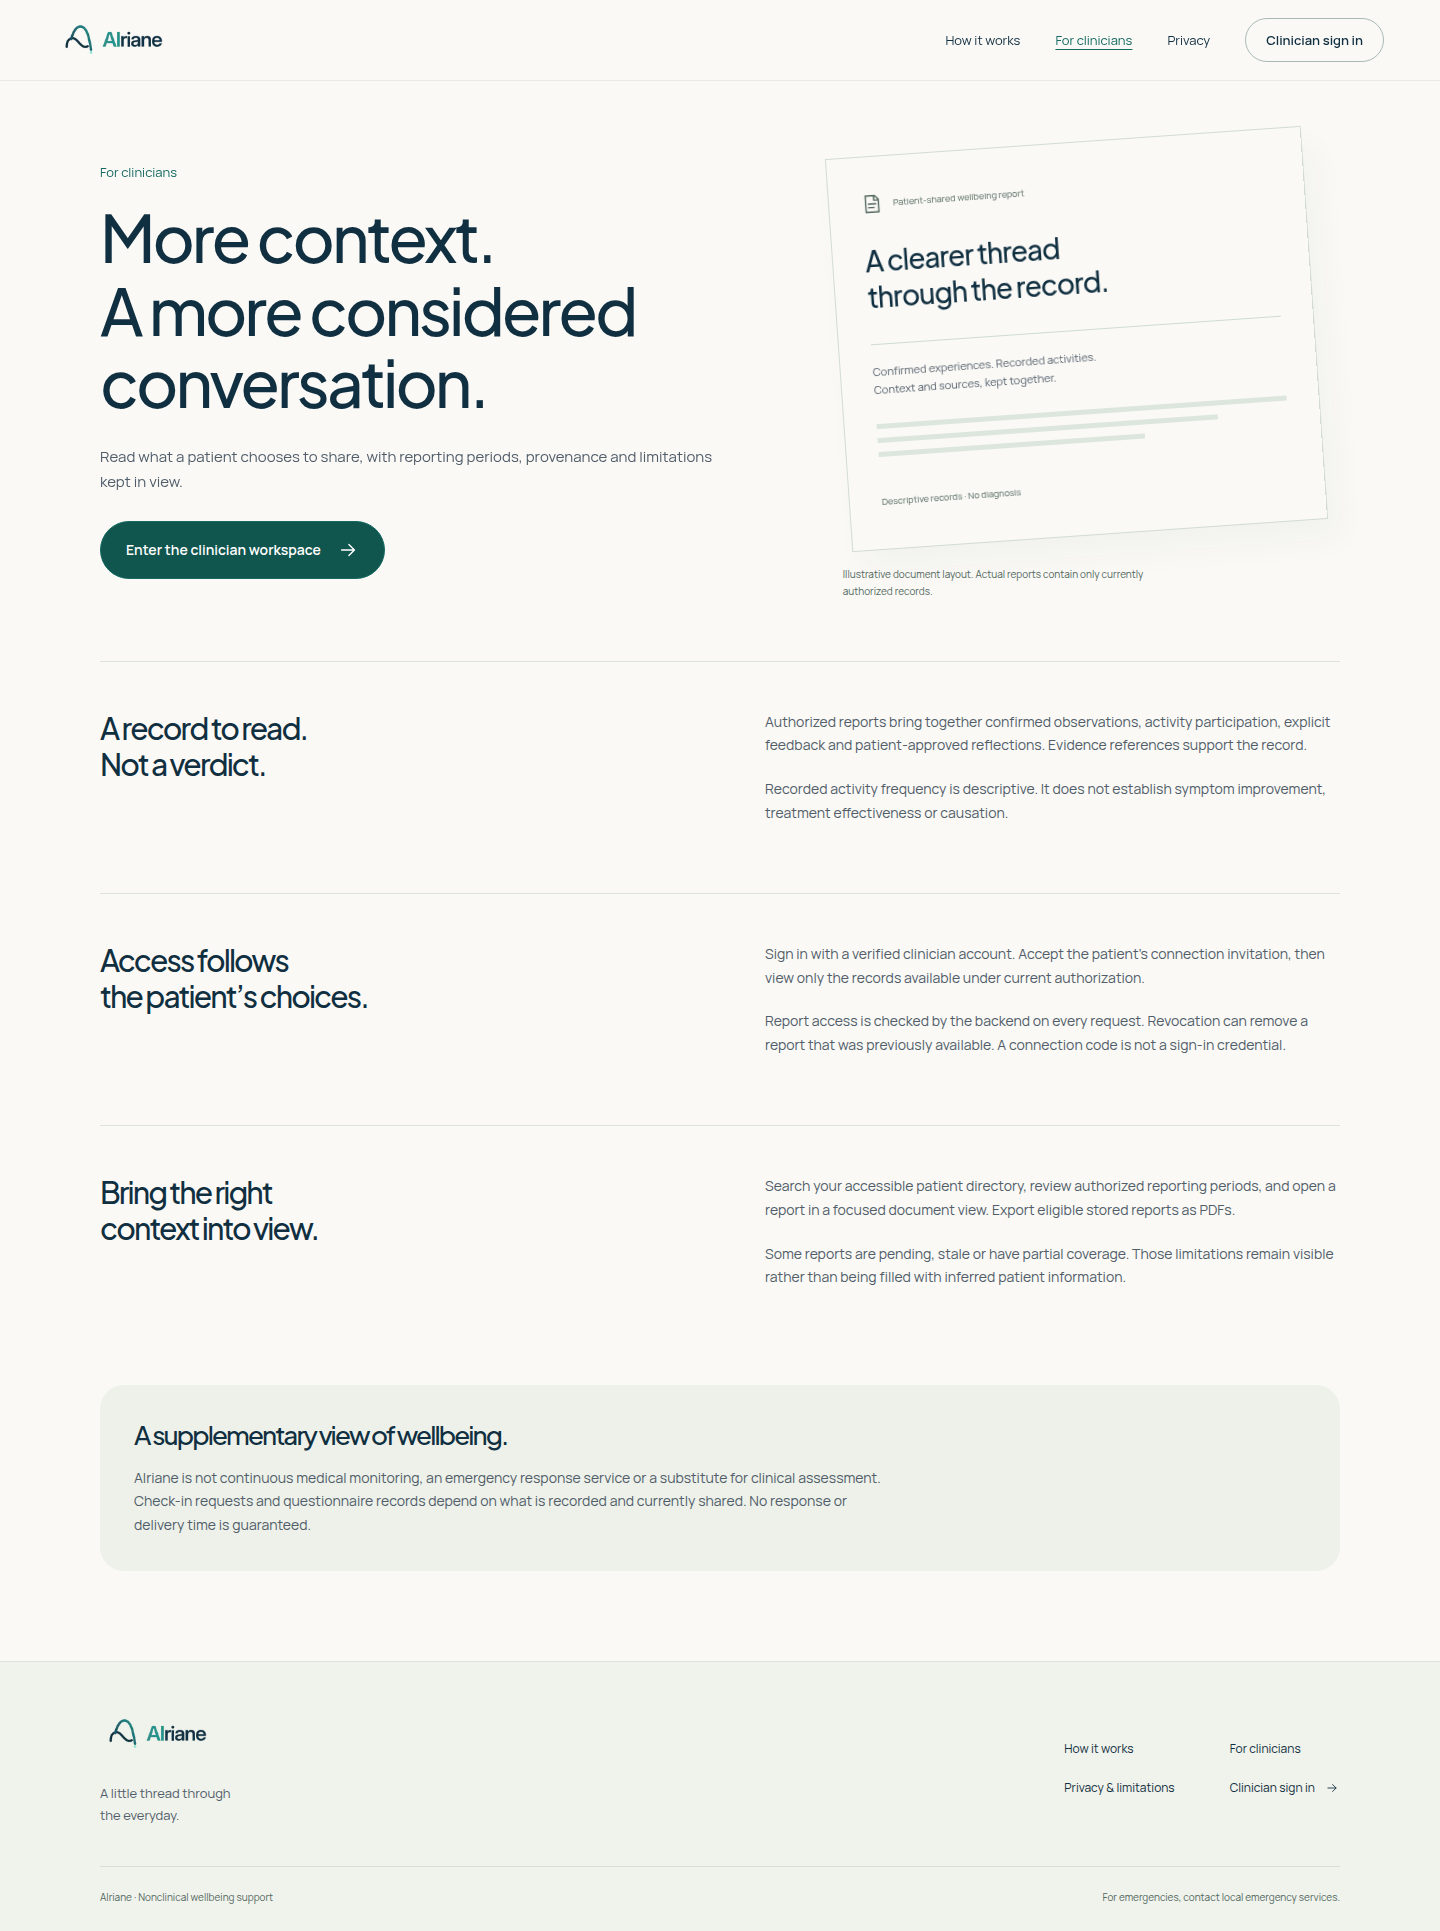 AIriane
How it works
For clinicians
Privacy
Clinician sign in
For clinicians
More context.
A more considered
conversation.
Read what a patient chooses to share, with reporting periods, provenance and limitations
kept in view.
Enter the clinician workspace
Patient-shared wellbeing report
A clearer thread
through the record.
Confirmed experiences. Recorded activities.
Context and sources, kept together.
Descriptive records · No diagnosis
Illustrative document layout. Actual reports contain only currently
authorized records.
A record to read.
Not a verdict.
Authorized reports bring together confirmed observations, activity participation, explicit
feedback and patient-approved reflections. Evidence references support the record.
Recorded activity frequency is descriptive. It does not establish symptom improvement,
treatment effectiveness or causation.
Access follows
the patient’s choices.
Sign in with a verified clinician account. Accept the patient’s connection invitation, then
view only the records available under current authorization.
Report access is checked by the backend on every request. Revocation can remove a
report that was previously available. A connection code is not a sign-in credential.
Bring the right
context into view.
Search your accessible patient directory, review authorized reporting periods, and open a
report in a focused document view. Export eligible stored reports as PDFs.
Some reports are pending, stale or have partial coverage. Those limitations remain visible
rather than being filled with inferred patient information.
A supplementary view of wellbeing.
AIriane is not continuous medical monitoring, an emergency response service or a substitute for clinical assessment.
Check-in requests and questionnaire records depend on what is recorded and currently shared. No response or
delivery time is guaranteed.
AIriane
A little thread through
the everyday.
How it works
For clinicians
Privacy & limitations
Clinician sign in
AIriane · Nonclinical wellbeing support
For emergencies, contact local emergency services.